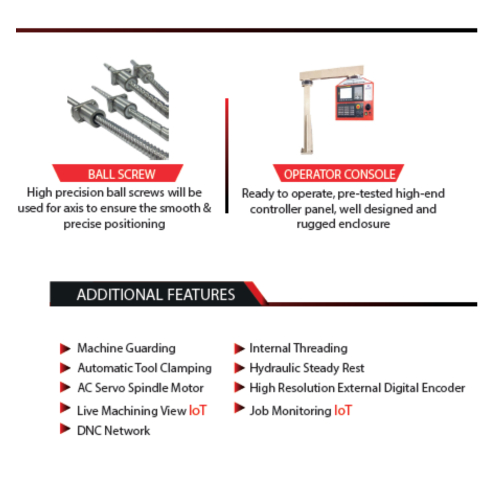 BALL SCREW
High precision ball screws will be
used for axis to ensure the smooth &
precise positioning
OPERATOR CONSOLE
Ready to operate, pre-tested high-end
controller panel, well designed and
rugged enclosure
ADDITIONAL FEATURES
Machine Guarding
Automatic Tool Clamping
AC Servo Spindle Motor
Live Machining View IoT
DNC Network
Internal Threading
Hydraulic Steady Rest
High Resolution External Digital Encoder
Job Monitoring IoT